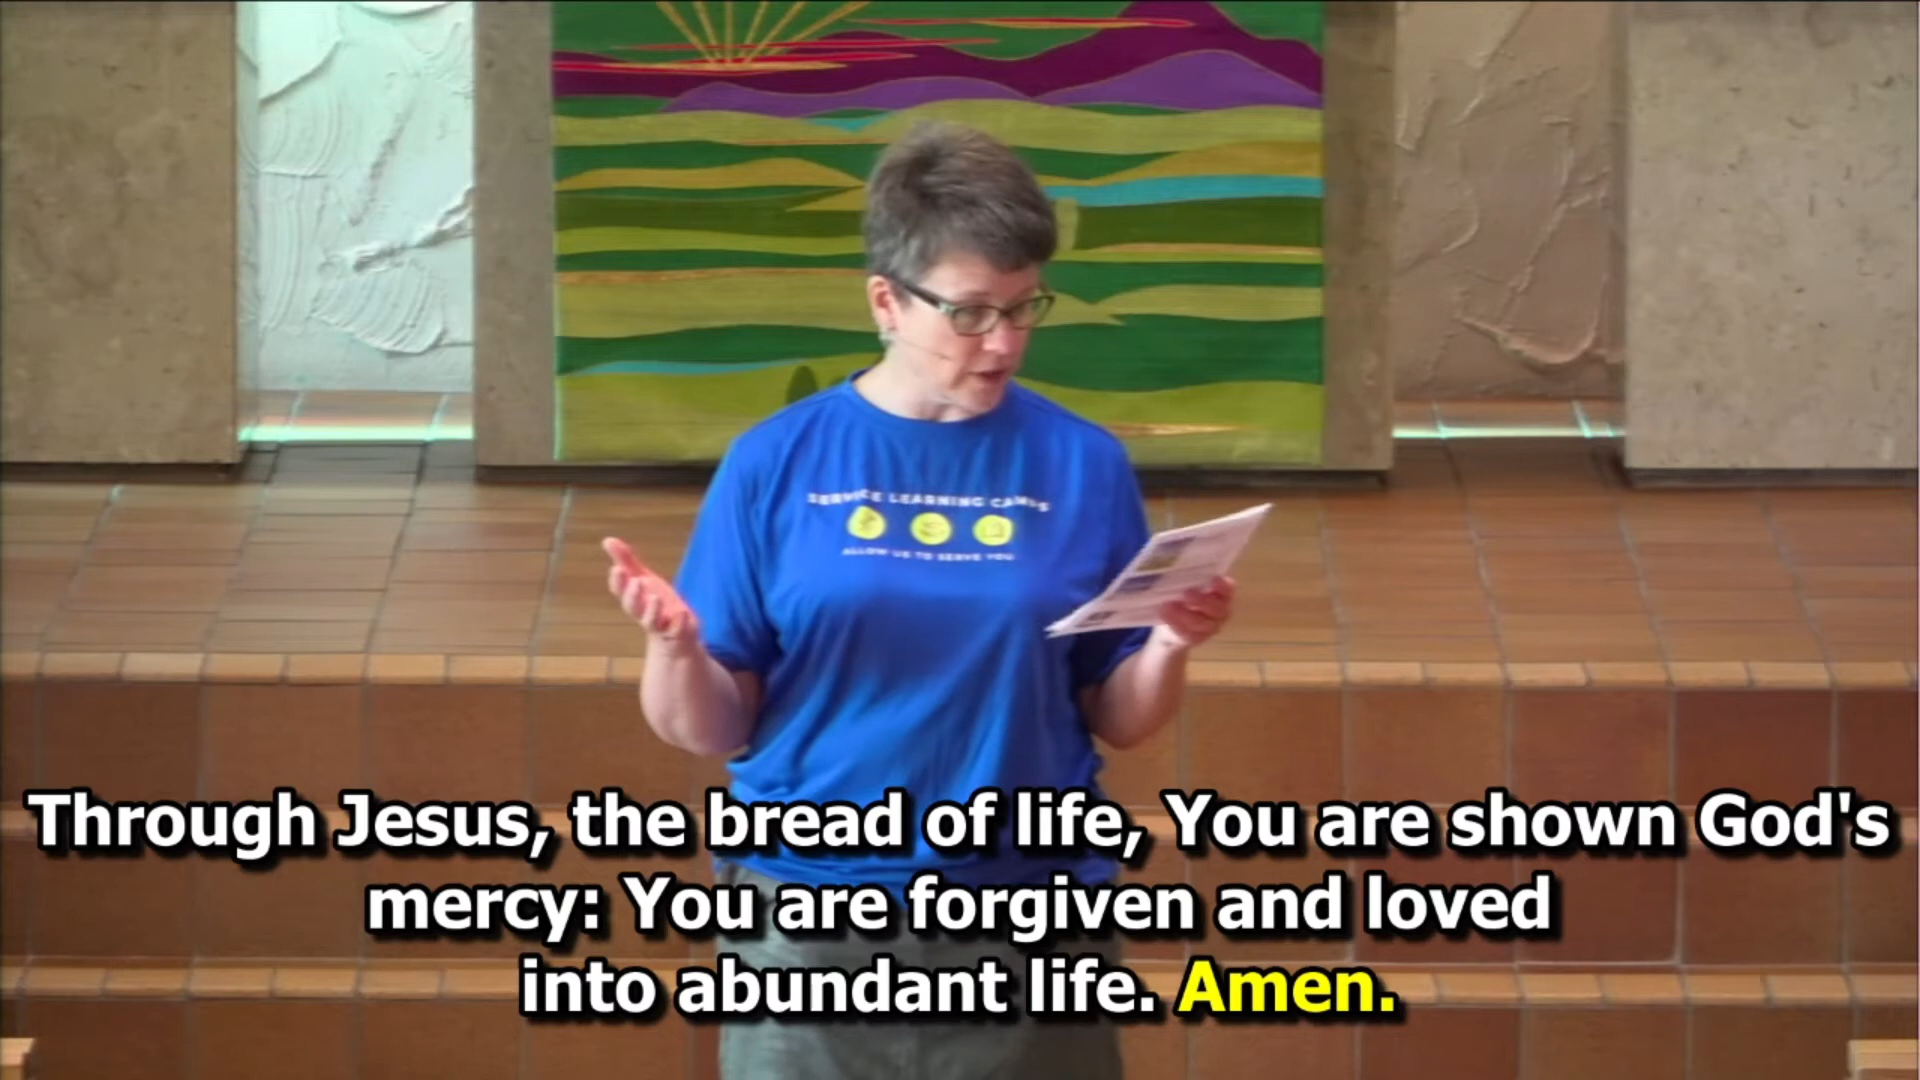 SERVICE LEARNING CAMPS
ALLOW US TO SERVE YOU
Through Jesus, the bread of life, You are shown God's
mercy: You are forgiven and loved
into abundant life. Amen.